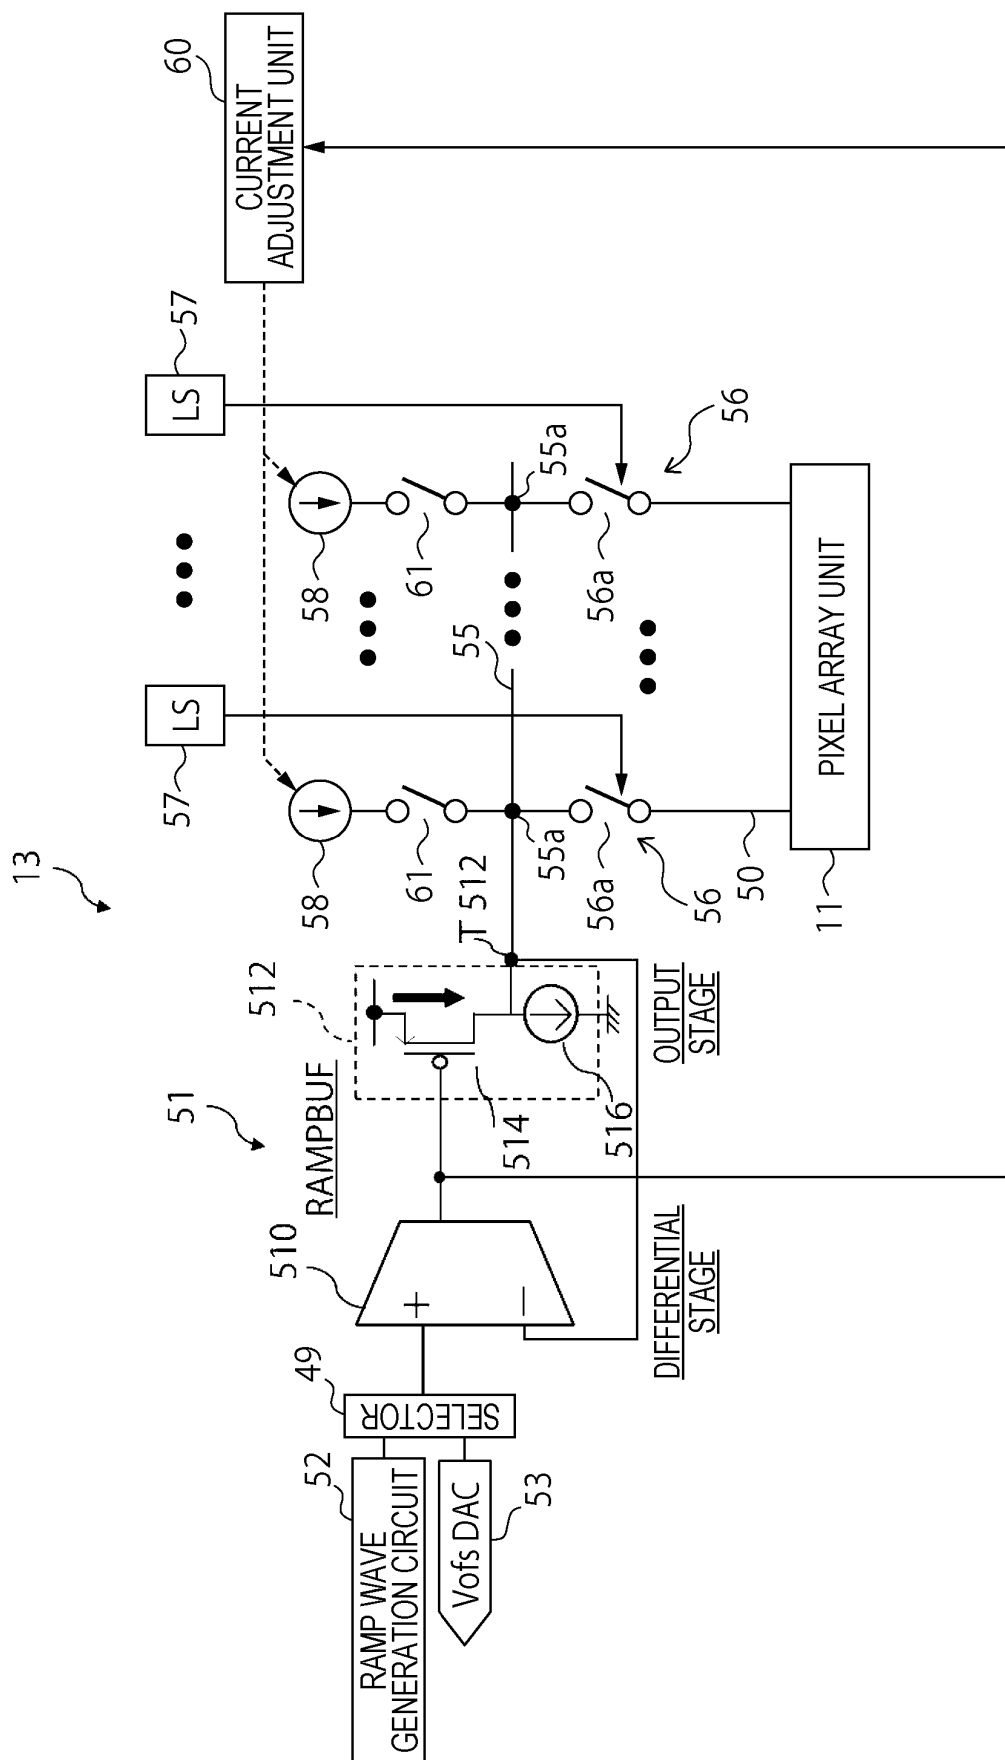 13
51
RAMPBUF
52
RAMP WAVE
GENERATION CIRCUIT
Vofs DAC
53
49
SELECTOR
510
+
−
DIFFERENTIAL
STAGE
512
514
516
OUTPUT
STAGE
T 512
57
LS
58
61
55a
56a
56
50
55
57
LS
58
61
55a
56a
56
11
PIXEL ARRAY UNIT
60
CURRENT
ADJUSTMENT UNIT